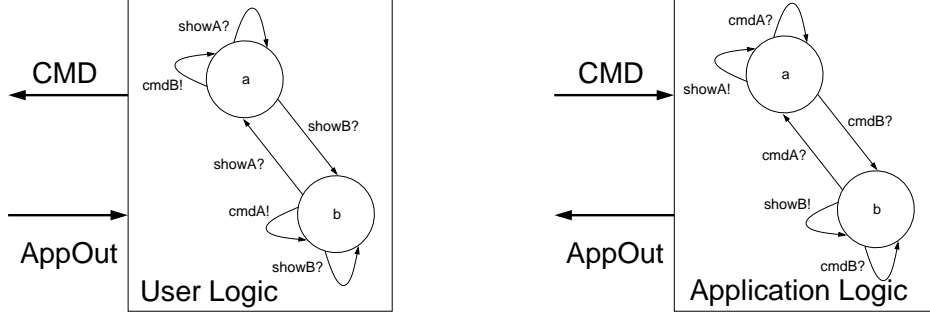 showA?
CMD
cmdB!
a
showB?
showA?
cmdA!
b
AppOut
showB?
User Logic
cmdA?
CMD
showA!
a
cmdB?
cmdA?
showB!
b
AppOut
cmdB?
Application Logic